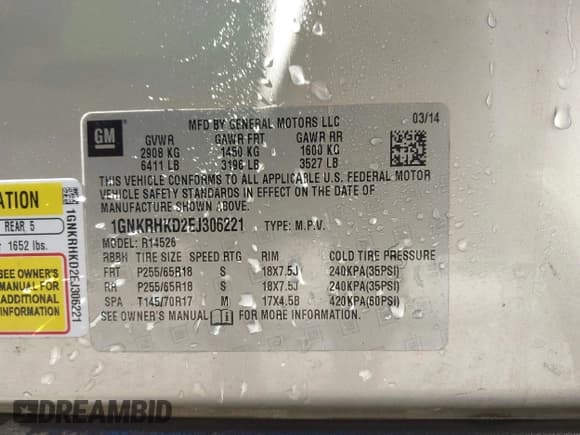 GM
MFD BY GENERAL MOTORS LLC
03/14
GVWR GAWR FRT GAWR RR
2908 KG 1450 KG 1600 KG
6411 LB 3196 LB 3527 LB
THIS VEHICLE CONFORMS TO ALL APPLICABLE U.S. FEDERAL MOTOR
VEHICLE SAFETY STANDARDS IN EFFECT ON THE DATE OF
MANUFACTURE SHOWN ABOVE.
1GNKRHKD2EJ306221 TYPE: M.P.V.
MODEL: R14526
RBBH TIRE SIZE SPEED RTG RIM COLD TIRE PRESSURE
FRT P255/65R18 S 18X7.5J 240KPA(35PSI)
RR P255/65R18 S 18X7.5J 240KPA(35PSI)
SPA T145/70R17 M 17X4.5B 420KPA(60PSI)
SEE OWNER'S MANUAL FOR MORE INFORMATION.
ATION
REAR 5
1652 lbs.
SEE OWNER'S
MANUAL FOR
ADDITIONAL
INFORMATION
1GNKRHKD2EJ306221
DREAMBID